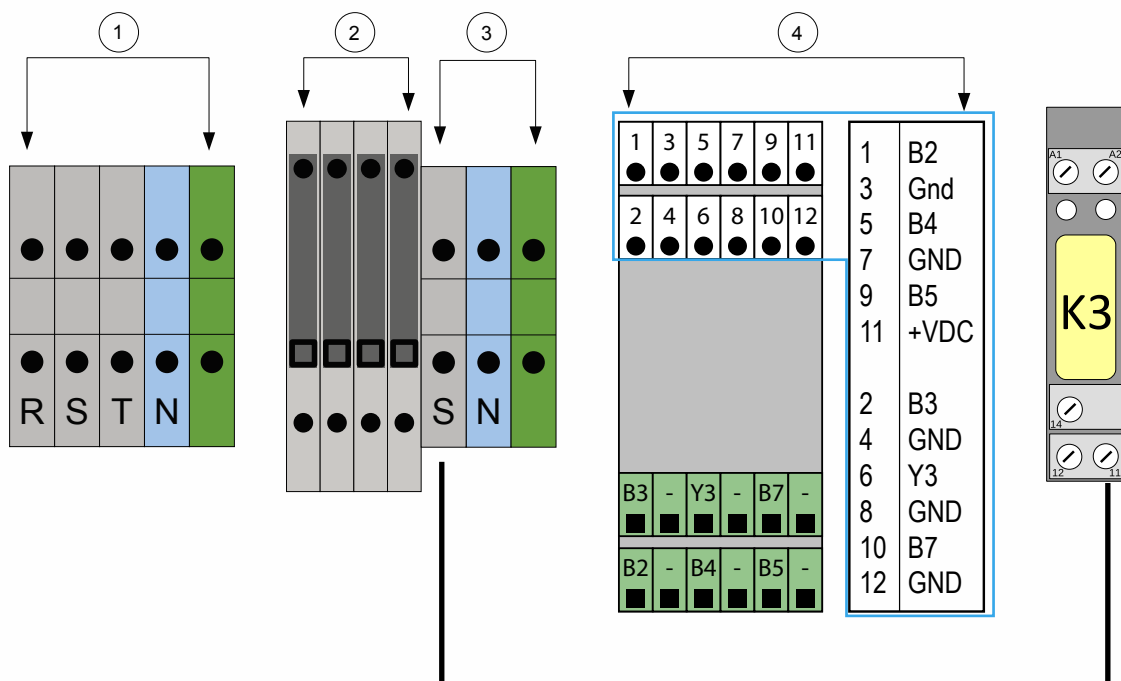 1
2
3
4
R S T N
S N
1 3 5 7 9 11
2 4 6 8 10 12
B3 - Y3 - B7 -
B2 - B4 - B5 -
1 B2
3 Gnd
5 B4
7 GND
9 B5
11 +VDC
2 B3
4 GND
6 Y3
8 GND
10 B7
12 GND
A1 A2
K3
14
12 11